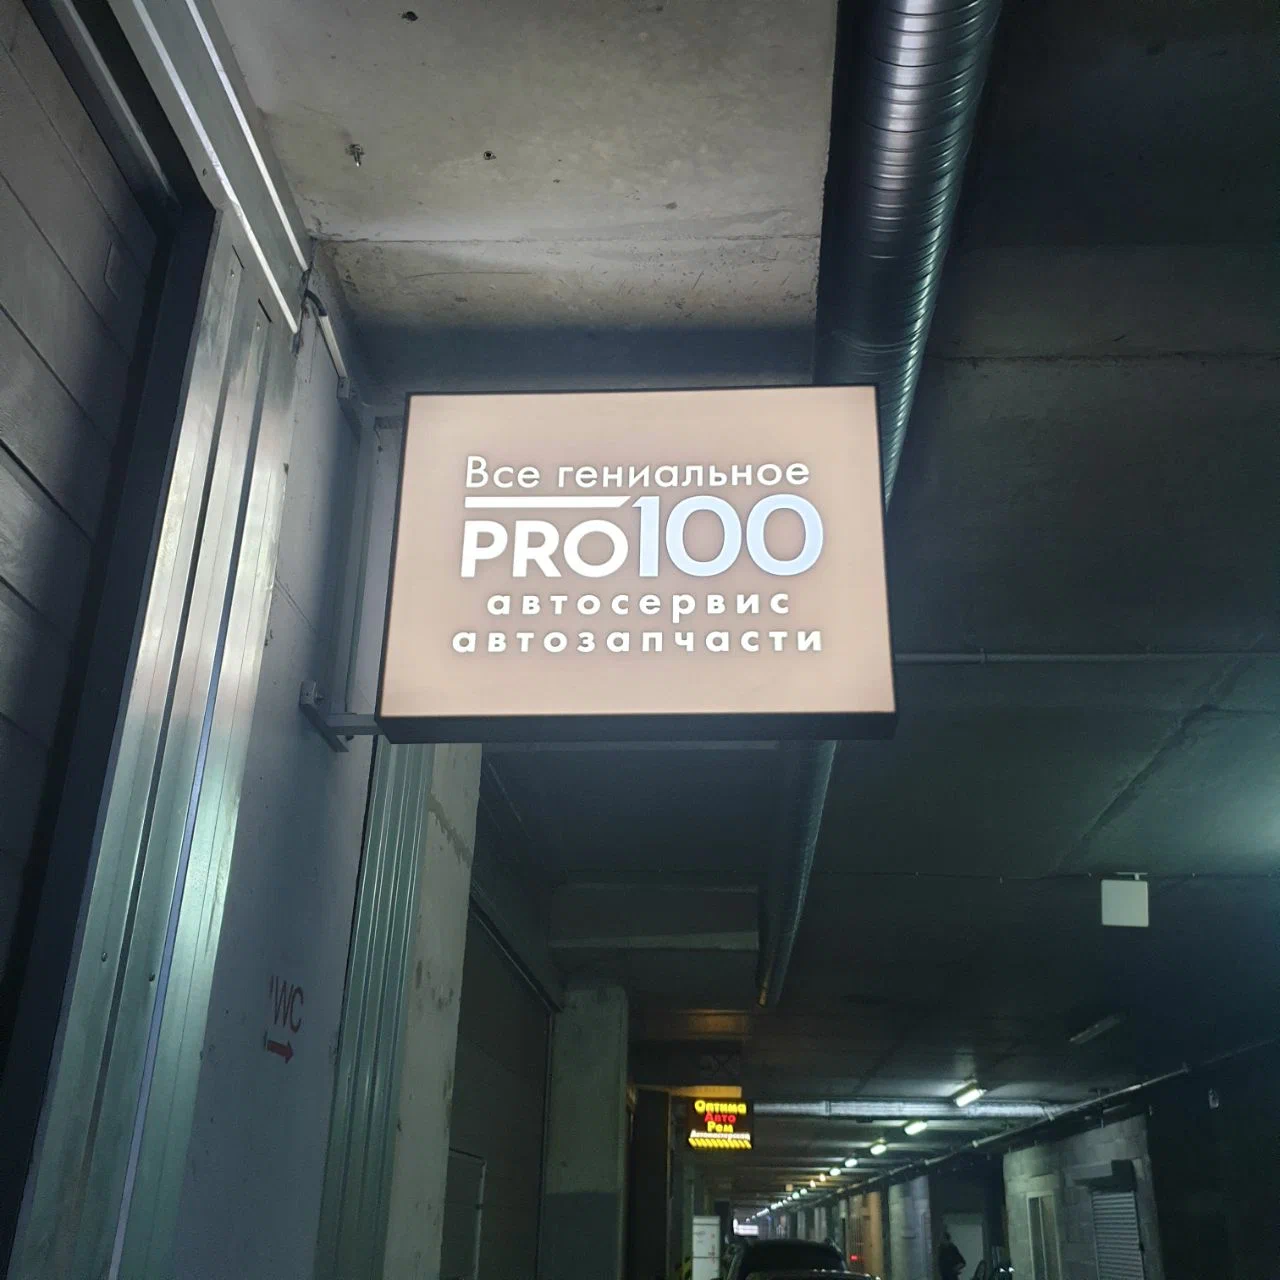 Все гениальное
PRO100
автосервис
автозапчасти
WC
Оптима
Авто
Рем